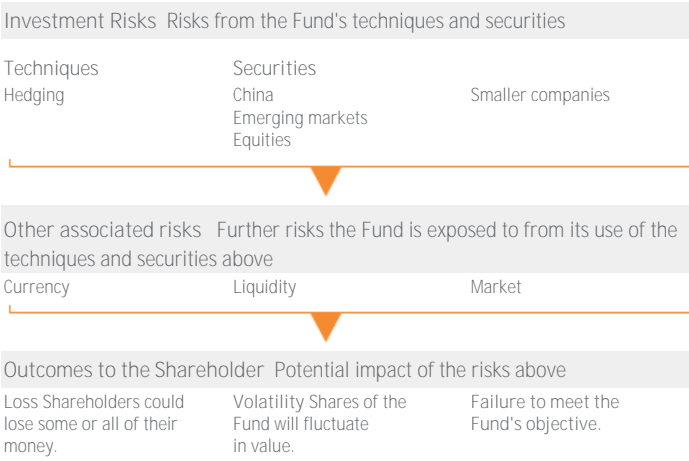 Investment Risks Risks from the Fund's techniques and securities
Techniques
Hedging
Securities
China
Emerging markets
Equities
Smaller companies
Other associated risks Further risks the Fund is exposed to from its use of the
techniques and securities above
Currency
Liquidity
Market
Outcomes to the Shareholder Potential impact of the risks above
Loss Shareholders could
lose some or all of their
money.
Volatility Shares of the
Fund will fluctuate
in value.
Failure to meet the
Fund's objective.